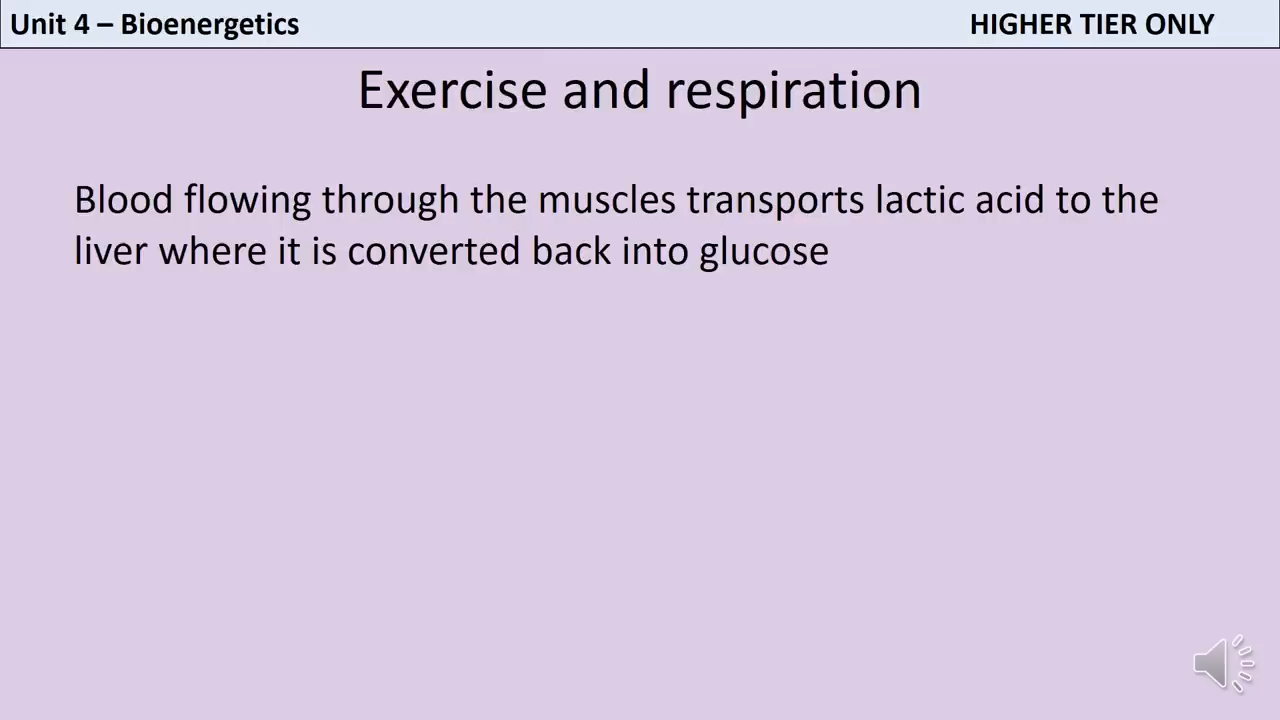 Unit 4 – Bioenergetics
HIGHER TIER ONLY
Exercise and respiration
Blood flowing through the muscles transports lactic acid to the
liver where it is converted back into glucose